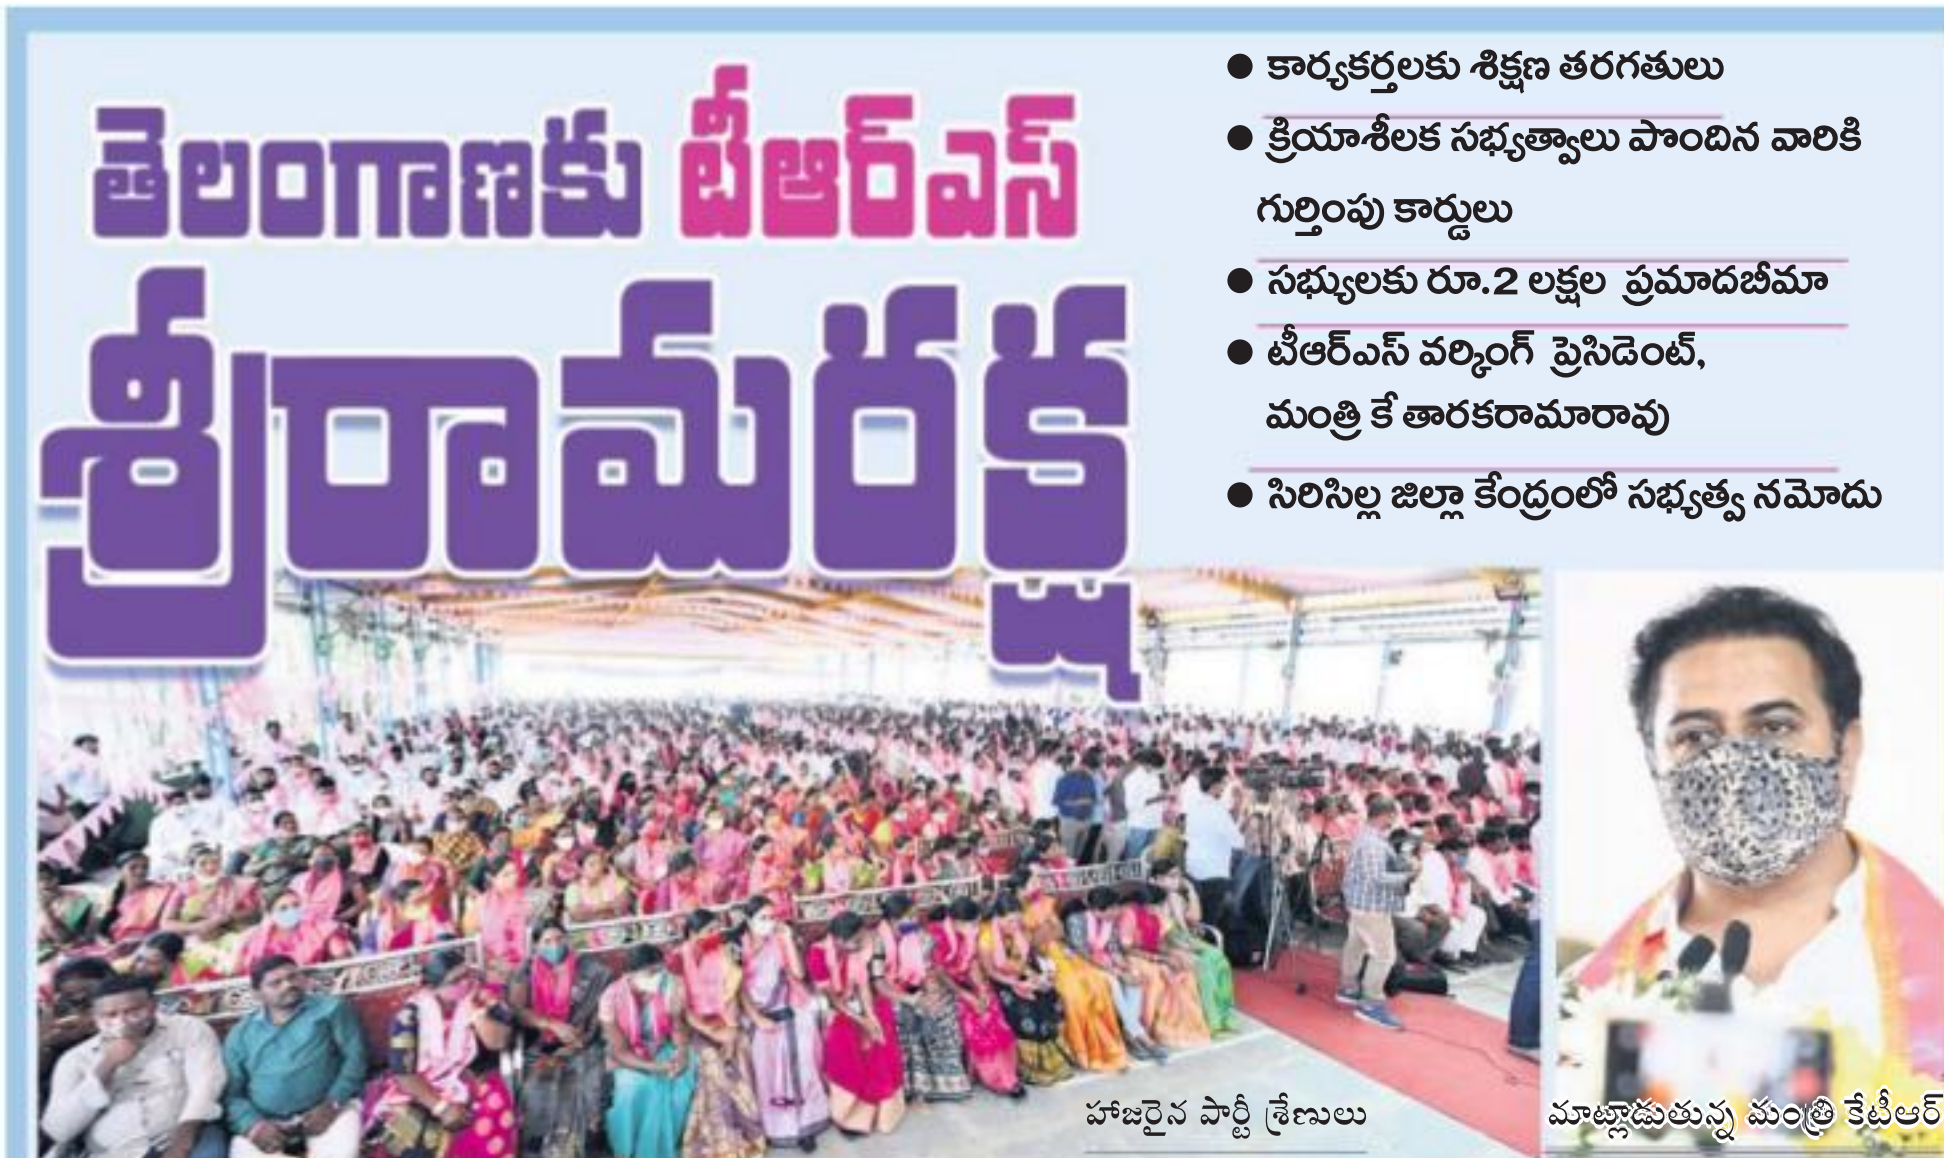 తెలంగాణకు టీఆర్ఎస్
శ్రీరామరక్ష
● కార్యకర్తలకు శిక్షణ తరగతులు
● క్రియాశీలక సభ్యత్వాలు పొందిన వారికి
గుర్తింపు కార్డులు
● సభ్యులకు రూ.2 లక్షల ప్రమాదబీమా
● టీఆర్ఎస్ వర్కింగ్ ప్రెసిడెంట్,
మంత్రి కే తారకరామారావు
● సిరిసిల్ల జిల్లా కేంద్రంలో సభ్యత్వ నమోదు
హాజరైన పార్టీ శ్రేణులు
మాట్లాడుతున్న మంత్రి కేటీఆర్